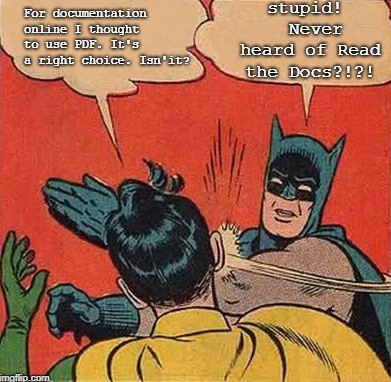 For documentation
online I thought
to use PDF. It's
a right choice. Isn'it?
stupid!
Never
heard of Read
the Docs?!?!
imgflip.com